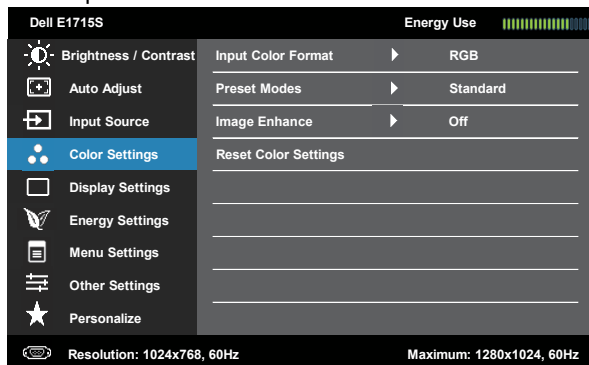 Dell E1715S Energy Use
Brightness / Contrast Input Color Format RGB
Auto Adjust Preset Modes Standard
Input Source Image Enhance Off
Color Settings Reset Color Settings
Display Settings
Energy Settings
Menu Settings
Other Settings
Personalize
Resolution: 1024x768, 60Hz Maximum: 1280x1024, 60Hz